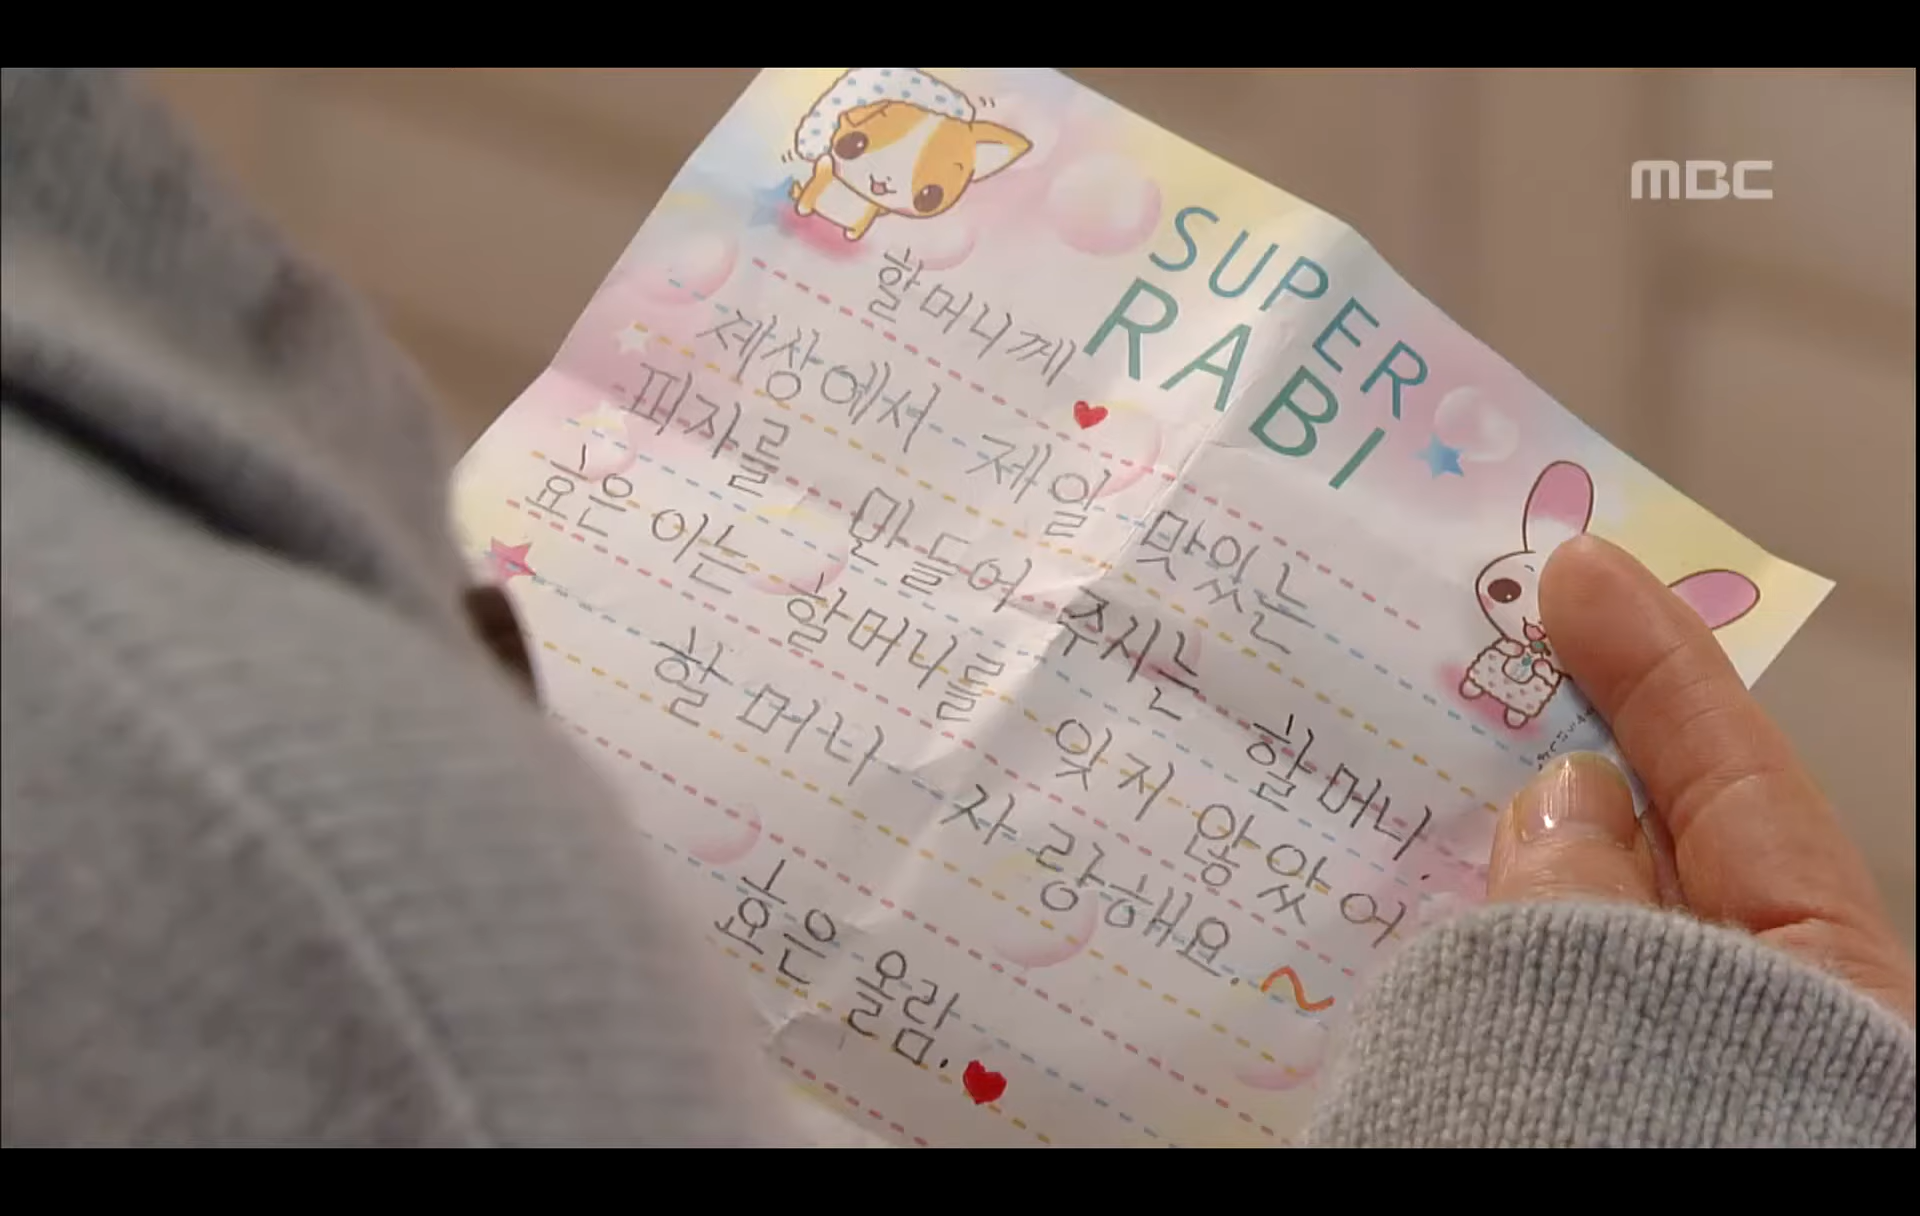 MBC
SUPER
RABI
할머니께
세상에서 제일 맛있는
피자를 만들어 주시는 할머니.
효은이는 할머니를 잊지 않았어
할머니 사랑해요.~
효은 올림.